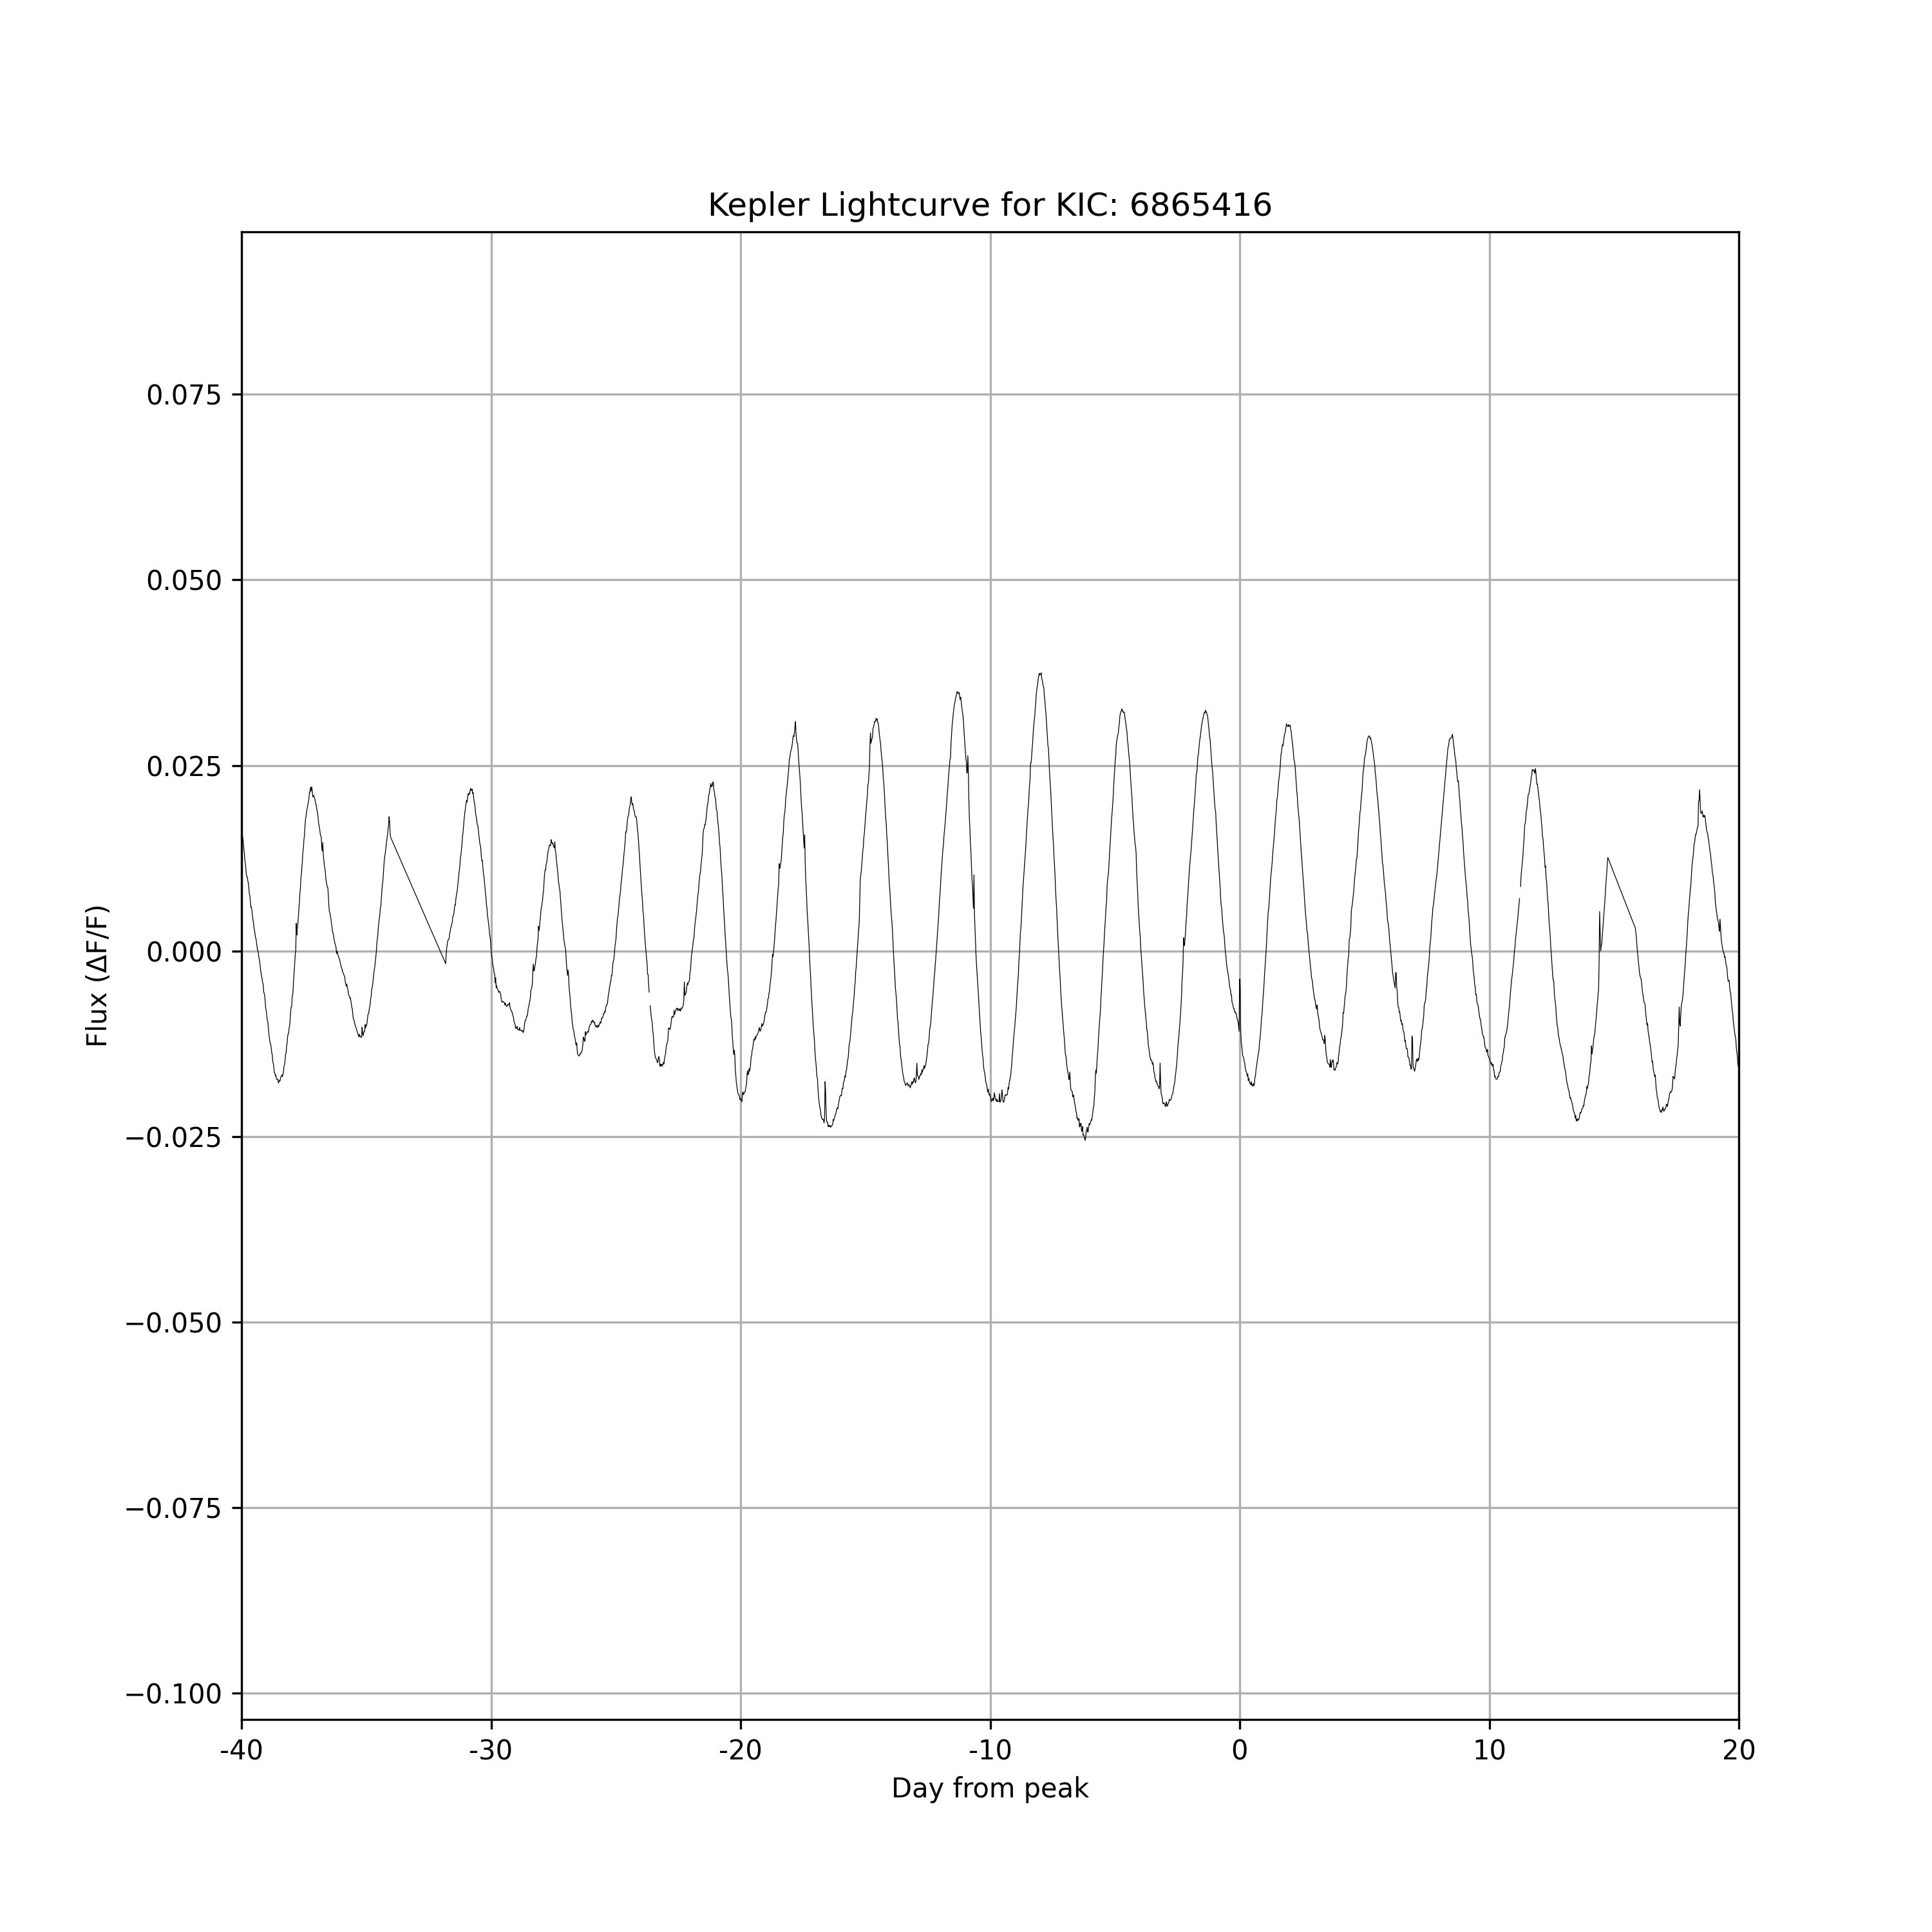 Kepler Lightcurve for KIC: 6865416
0.075
0.050
0.025
0.000
−0.025
−0.050
−0.075
−0.100
Flux (ΔF/F)
-40 -30 -20 -10 0 10 20
Day from peak